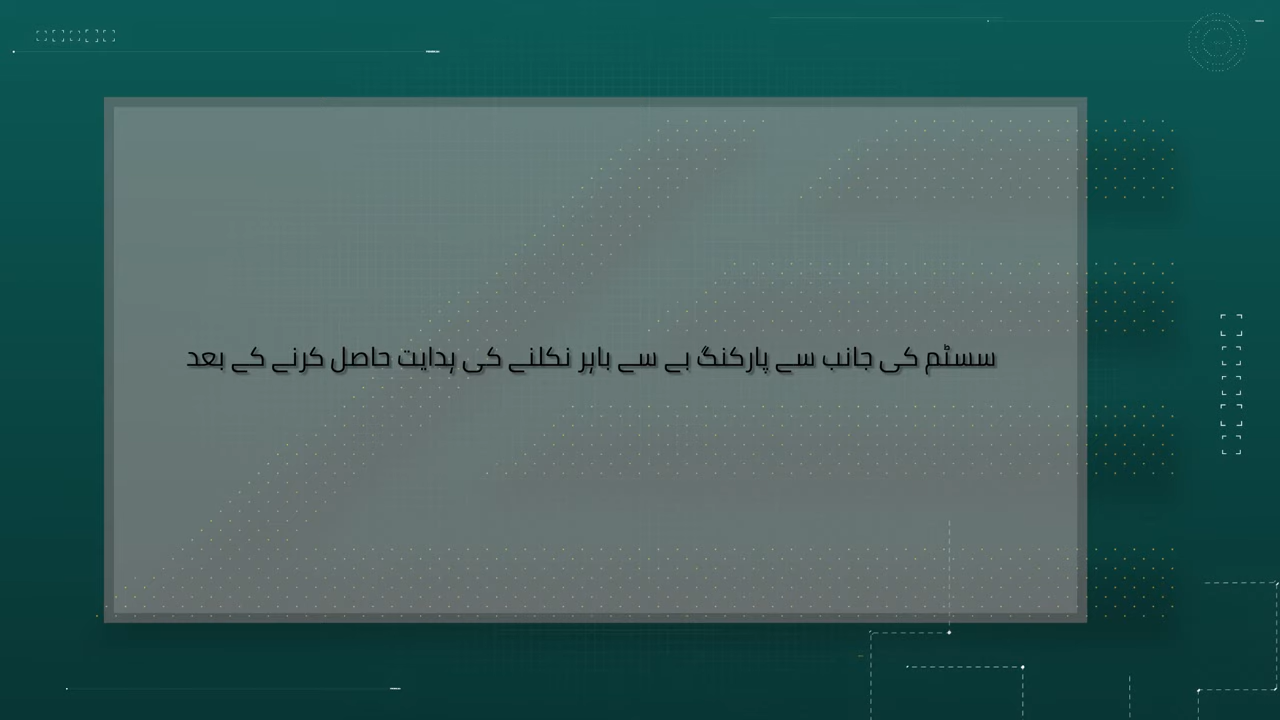 سسٹم کی جانب سے پارکنگ بے سے باہر نکلنے کی ہدایت حاصل کرنے کے بعد